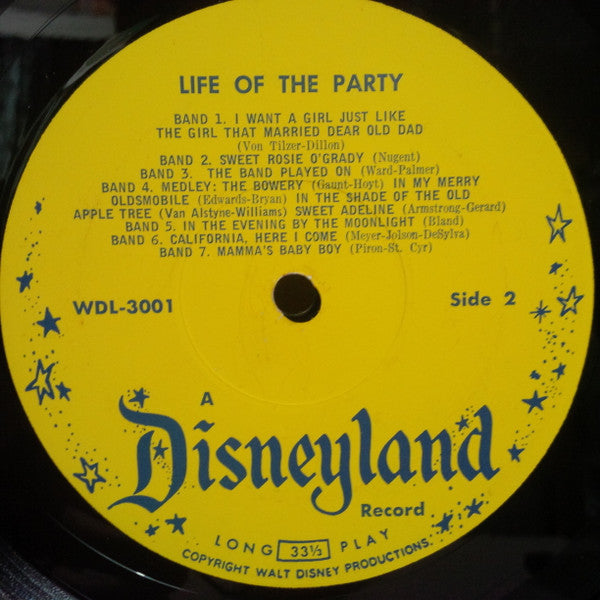 LIFE OF THE PARTY
BAND 1. I WANT A GIRL JUST LIKE
THE GIRL THAT MARRIED DEAR OLD DAD
(Von Tilzer-Dillon)
BAND 2. SWEET ROSIE O'GRADY (Nugent)
BAND 3. THE BAND PLAYED ON (Ward-Palmer)
BAND 4. MEDLEY: THE BOWERY (Gaunt-Hoyt) IN MY MERRY
OLDSMOBILE (Edwards-Bryan) IN THE SHADE OF THE OLD
APPLE TREE (Van Alstyne-Williams) SWEET ADELINE (Armstrong-Gerard)
BAND 5. IN THE EVENING BY THE MOONLIGHT (Bland)
BAND 6. CALIFORNIA, HERE I COME (Meyer-Jolson-DeSylva)
BAND 7. MAMMA'S BABY BOY (Piron-St. Cyr)
WDL-3001
Side 2
A
Disneyland
Record
LONG 33⅓ PLAY
COPYRIGHT WALT DISNEY PRODUCTIONS.